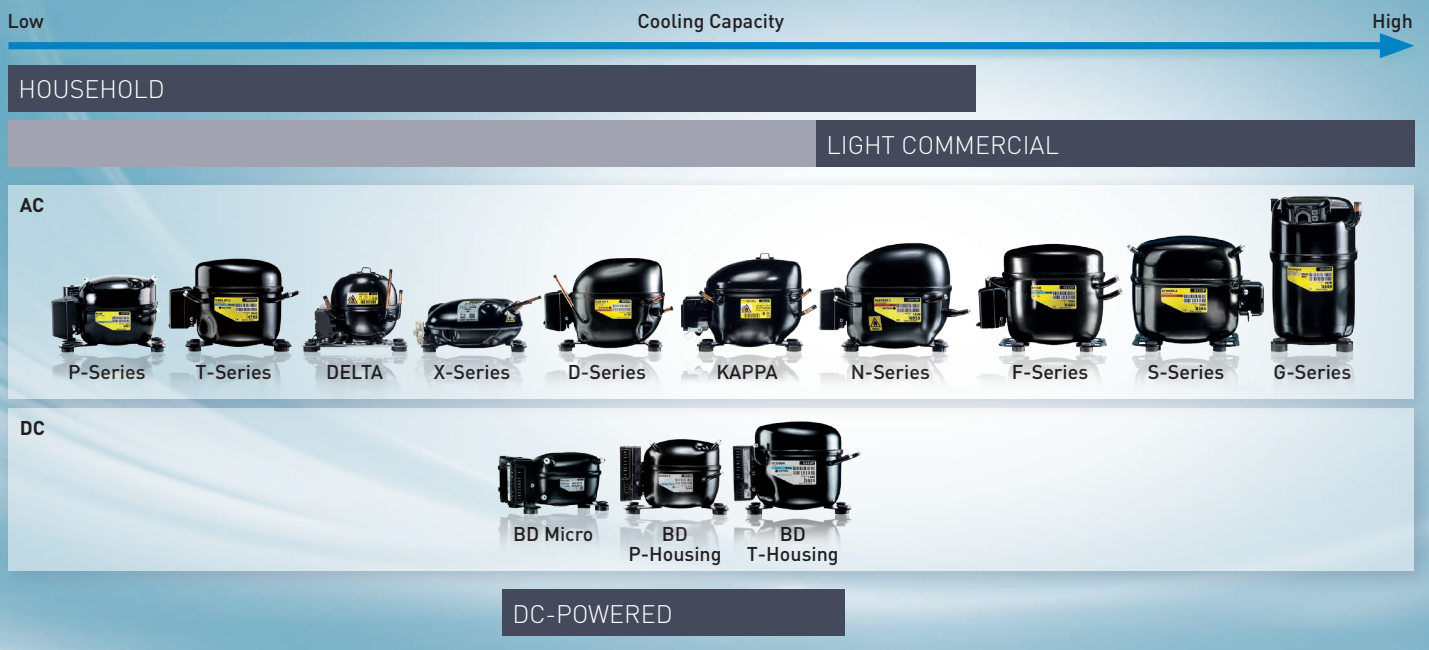 Low Cooling Capacity High
HOUSEHOLD
LIGHT COMMERCIAL
AC
P-Series T-Series DELTA X-Series D-Series KAPPA N-Series F-Series S-Series G-Series
DC
BD Micro BD BD
P-Housing T-Housing
DC-POWERED